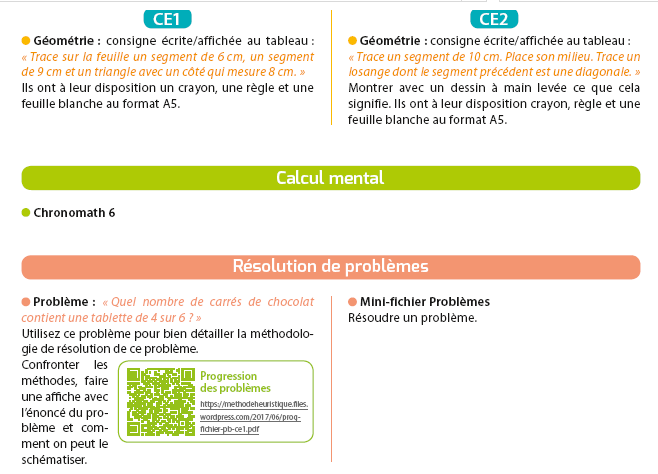 CE1
● Géométrie : consigne écrite/affichée au tableau :
« Trace sur la feuille un segment de 6 cm, un segment
de 9 cm et un triangle avec un côté qui mesure 8 cm. »
Ils ont à leur disposition un crayon, une règle et une
feuille blanche au format A5.
CE2
● Géométrie : consigne écrite/affichée au tableau :
« Trace un segment de 10 cm. Place son milieu. Trace un
losange dont le segment précédent est une diagonale. »
Montrer avec un dessin à main levée ce que cela
signifie. Ils ont à leur disposition crayon, règle et une
feuille blanche au format A5.
Calcul mental
● Chronomath 6
Résolution de problèmes
● Problème : « Quel nombre de carrés de chocolat
contient une tablette de 4 sur 6 ? »
Utilisez ce problème pour bien détailler la méthodolo-
gie de résolution de ce problème.
Confronter les
méthodes, faire
une affiche avec
l'énoncé du pro-
blème et com-
ment on peut le
schématiser.
Progression
des problèmes
https://methodeheuristique.files.
wordpress.com/2017/06/prog-
fichier-pb-ce1.pdf
● Mini-fichier Problèmes
Résoudre un problème.